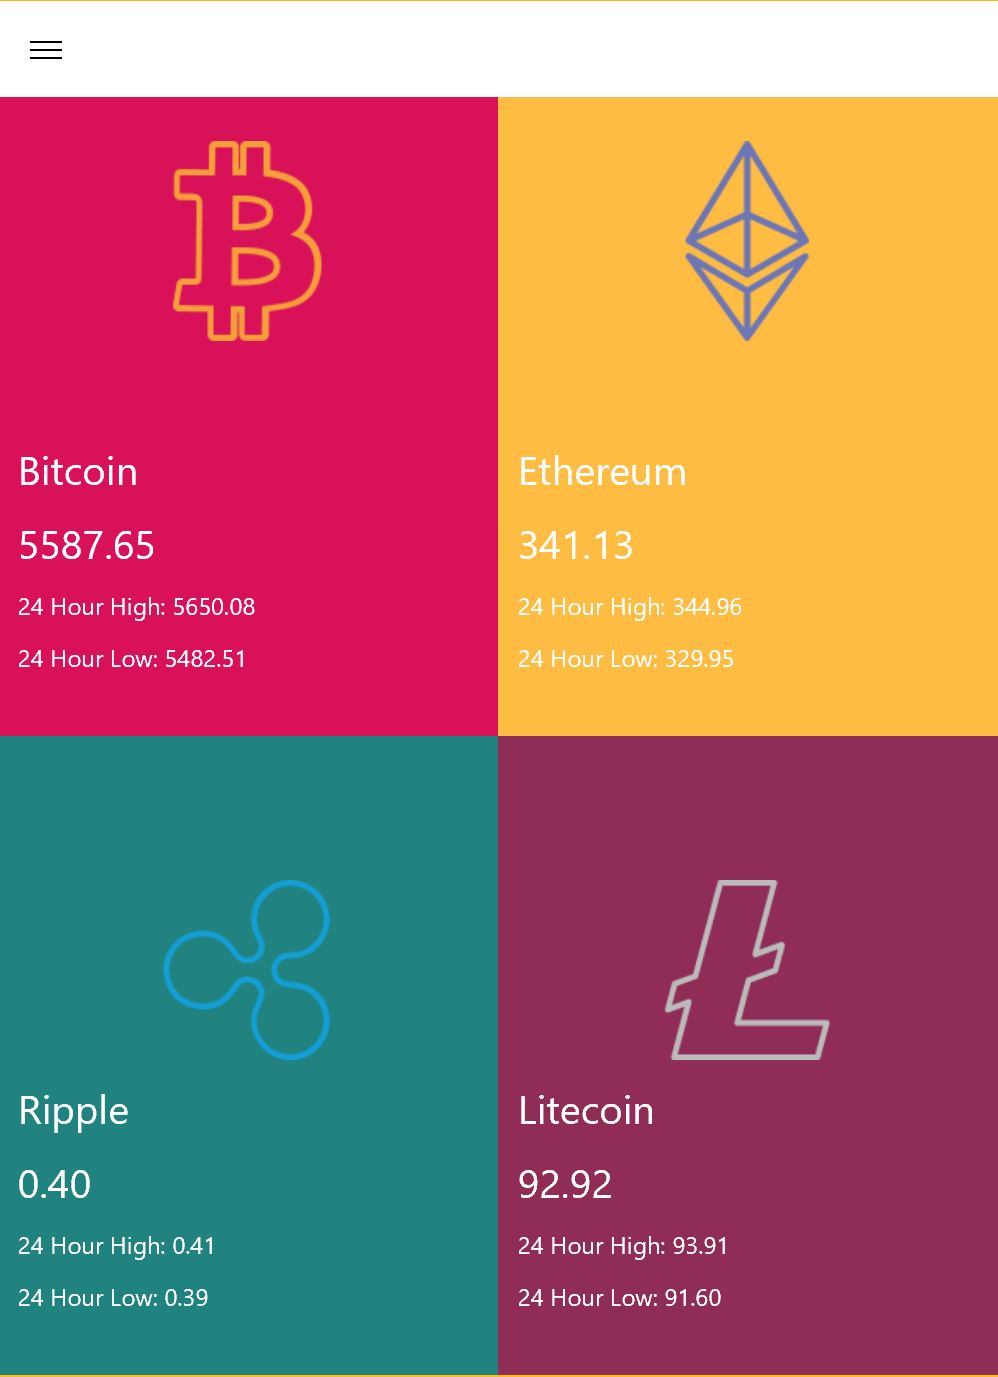 Bitcoin
5587.65
24 Hour High: 5650.08
24 Hour Low: 5482.51
Ethereum
341.13
24 Hour High: 344.96
24 Hour Low: 329.95
Ripple
0.40
24 Hour High: 0.41
24 Hour Low: 0.39
Litecoin
92.92
24 Hour High: 93.91
24 Hour Low: 91.60